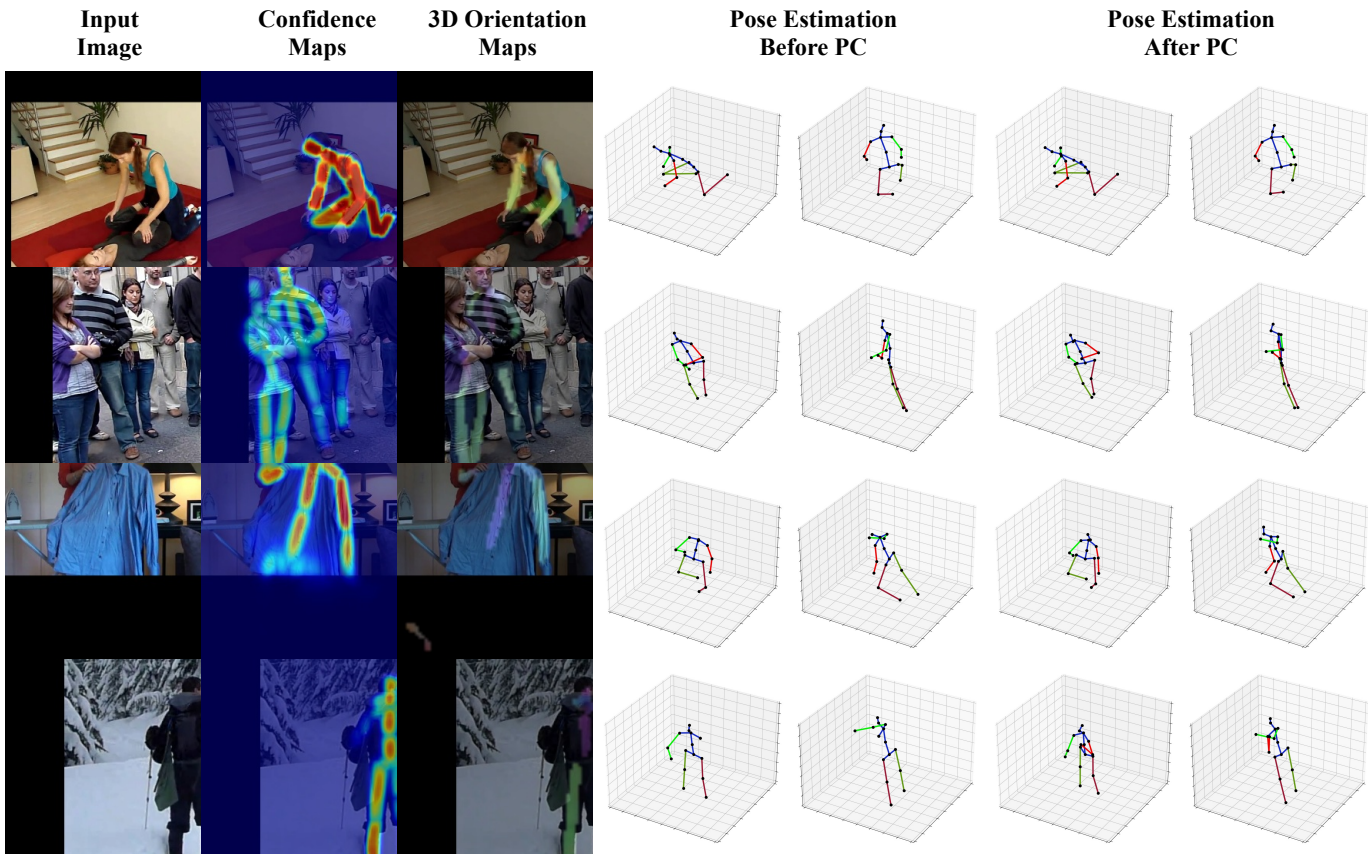 Input
Image
Confidence
Maps
3D Orientation
Maps
Pose Estimation
Before PC
Pose Estimation
After PC